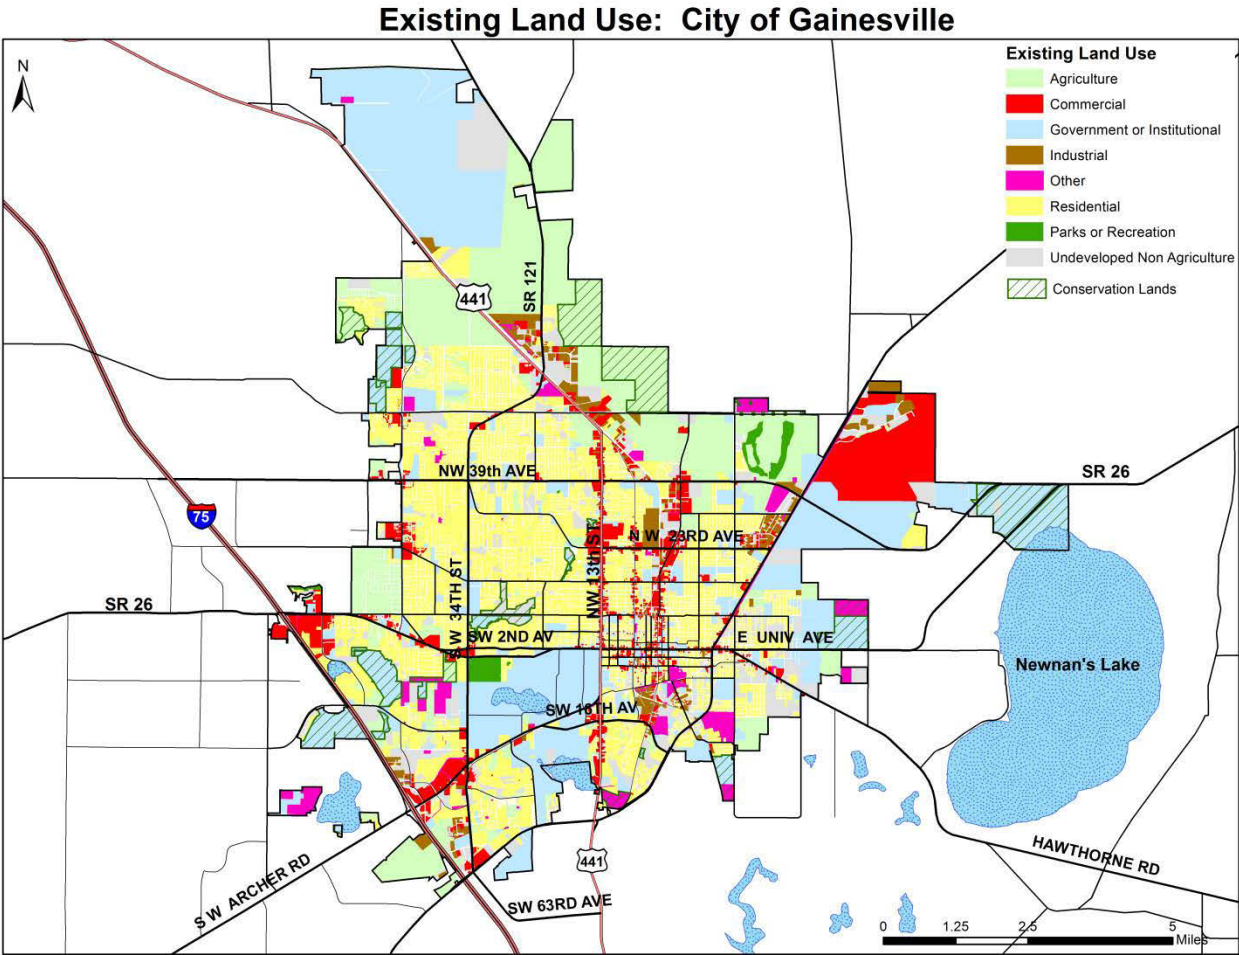 Existing Land Use:  City of Gainesville
N
Existing Land Use
Agriculture
Commercial
Government or Institutional
Industrial
Other
Residential
Parks or Recreation
Undeveloped Non Agriculture
Conservation Lands
SR 121
441
NW 39th AVE
SR 26
75
N W  23RD AVE
NW 13th ST
S W  34TH ST
SR 26
SW 2ND AV
E  UNIV  AVE
Newnan's Lake
SW 16TH AV
S W  ARCHER RD
441
HAWTHORNE RD
SW 63RD AVE
0 1.25 2.5 5
Miles